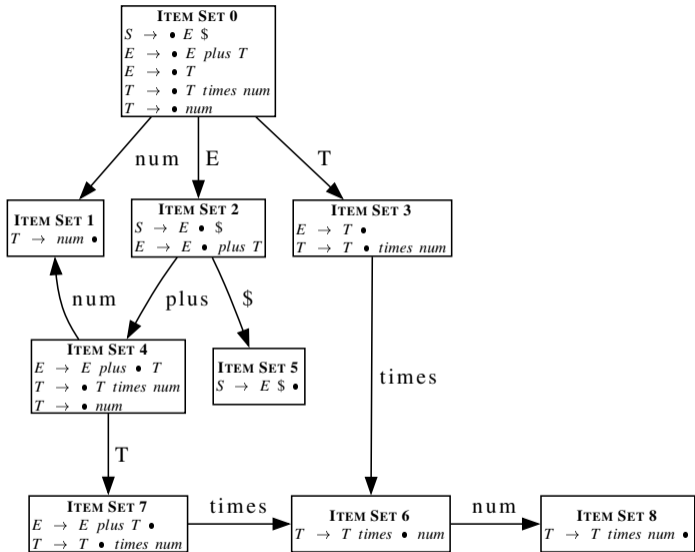 ITEM SET 0
S → • E $
E → • E plus T
E → • T
T → • T times num
T → • num
num
E
T
ITEM SET 1
T → num •
ITEM SET 2
S → E • $
E → E • plus T
ITEM SET 3
E → T •
T → T • times num
num
plus
$
times
ITEM SET 4
E → E plus • T
T → • T times num
T → • num
ITEM SET 5
S → E $ •
T
ITEM SET 7
E → E plus T •
T → T • times num
times
ITEM SET 6
T → T times • num
num
ITEM SET 8
T → T times num •